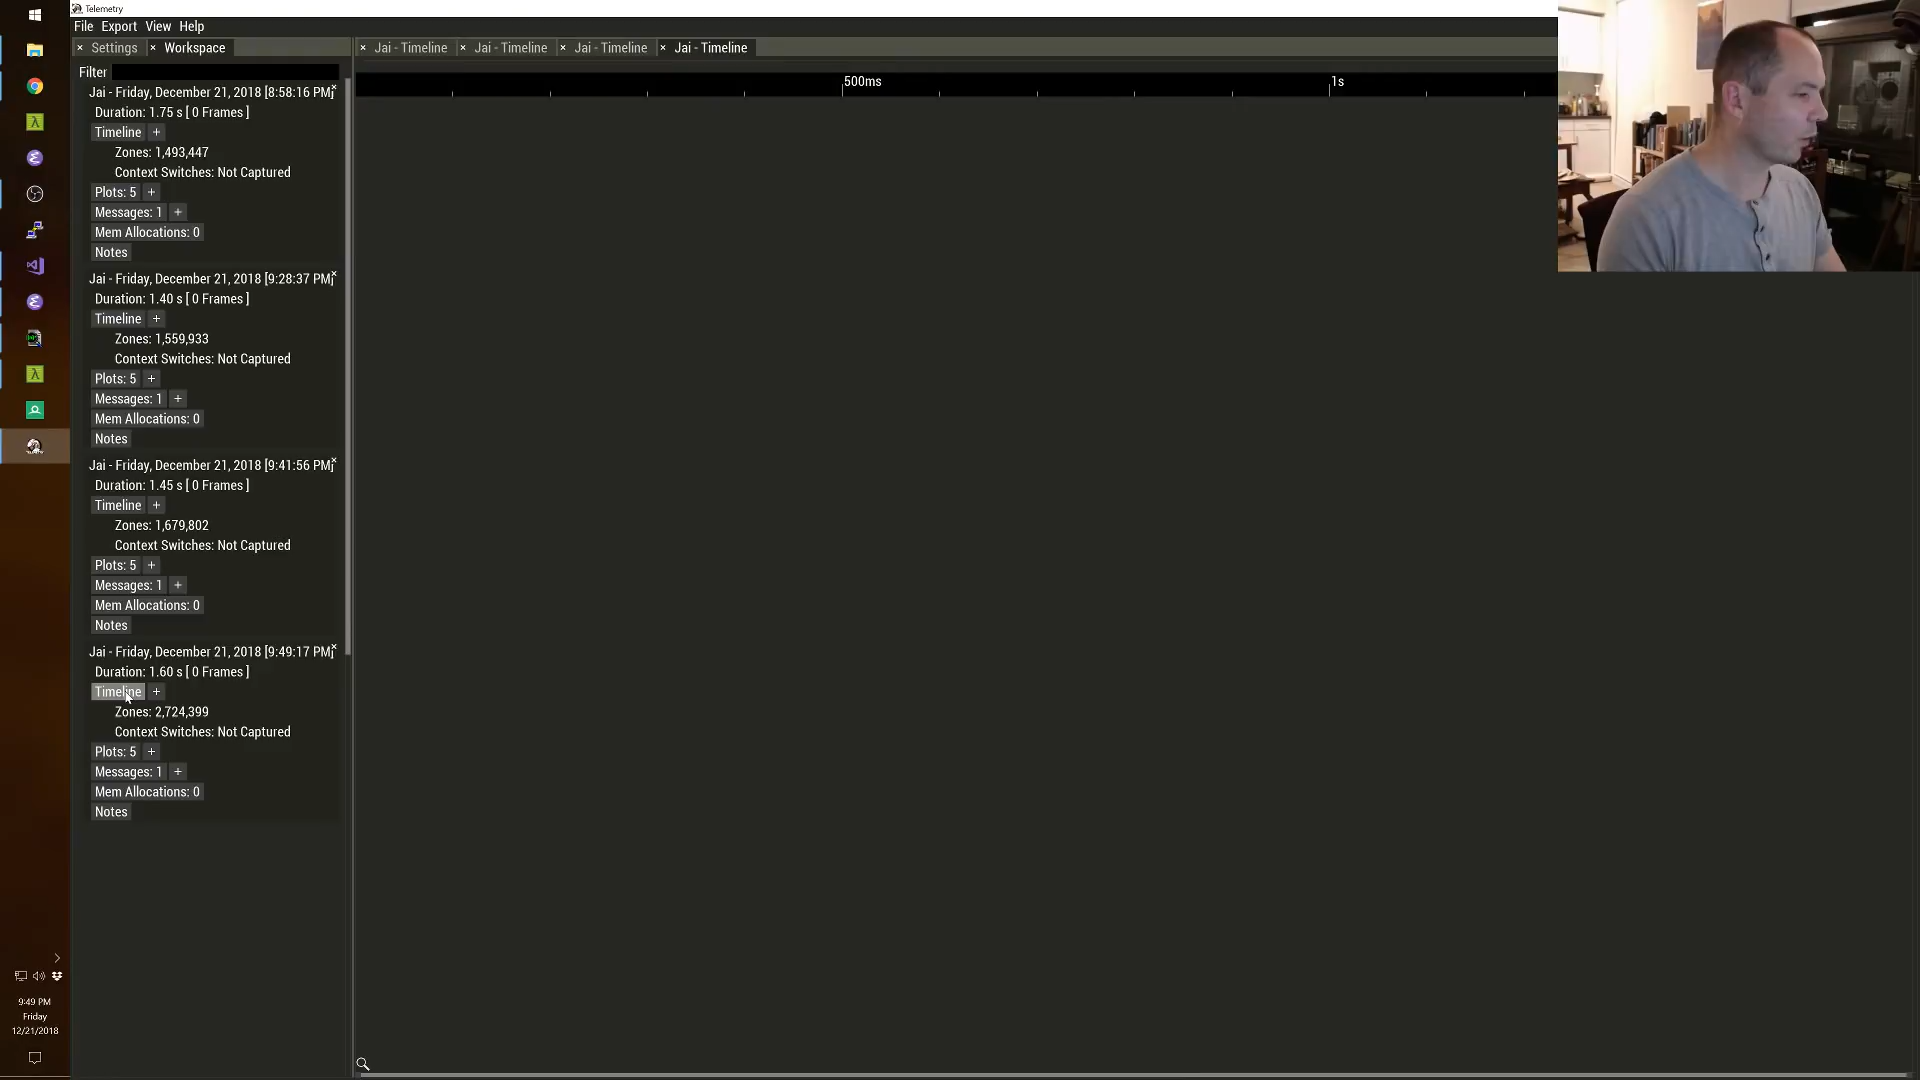 Telemetry
File Export View Help
× Settings × Workspace
× Jai - Timeline × Jai - Timeline × Jai - Timeline × Jai - Timeline
Filter
500ms 1s
Jai - Friday, December 21, 2018 [8:58:16 PM] ×
Duration: 1.75 s [ 0 Frames ]
Timeline +
Zones: 1,493,447
Context Switches: Not Captured
Plots: 5 +
Messages: 1 +
Mem Allocations: 0
Notes
Jai - Friday, December 21, 2018 [9:28:37 PM] ×
Duration: 1.40 s [ 0 Frames ]
Timeline +
Zones: 1,559,933
Context Switches: Not Captured
Plots: 5 +
Messages: 1 +
Mem Allocations: 0
Notes
Jai - Friday, December 21, 2018 [9:41:56 PM] ×
Duration: 1.45 s [ 0 Frames ]
Timeline +
Zones: 1,679,802
Context Switches: Not Captured
Plots: 5 +
Messages: 1 +
Mem Allocations: 0
Notes
Jai - Friday, December 21, 2018 [9:49:17 PM] ×
Duration: 1.60 s [ 0 Frames ]
Timeline +
Zones: 2,724,399
Context Switches: Not Captured
Plots: 5 +
Messages: 1 +
Mem Allocations: 0
Notes
9:49 PM
Friday
12/21/2018